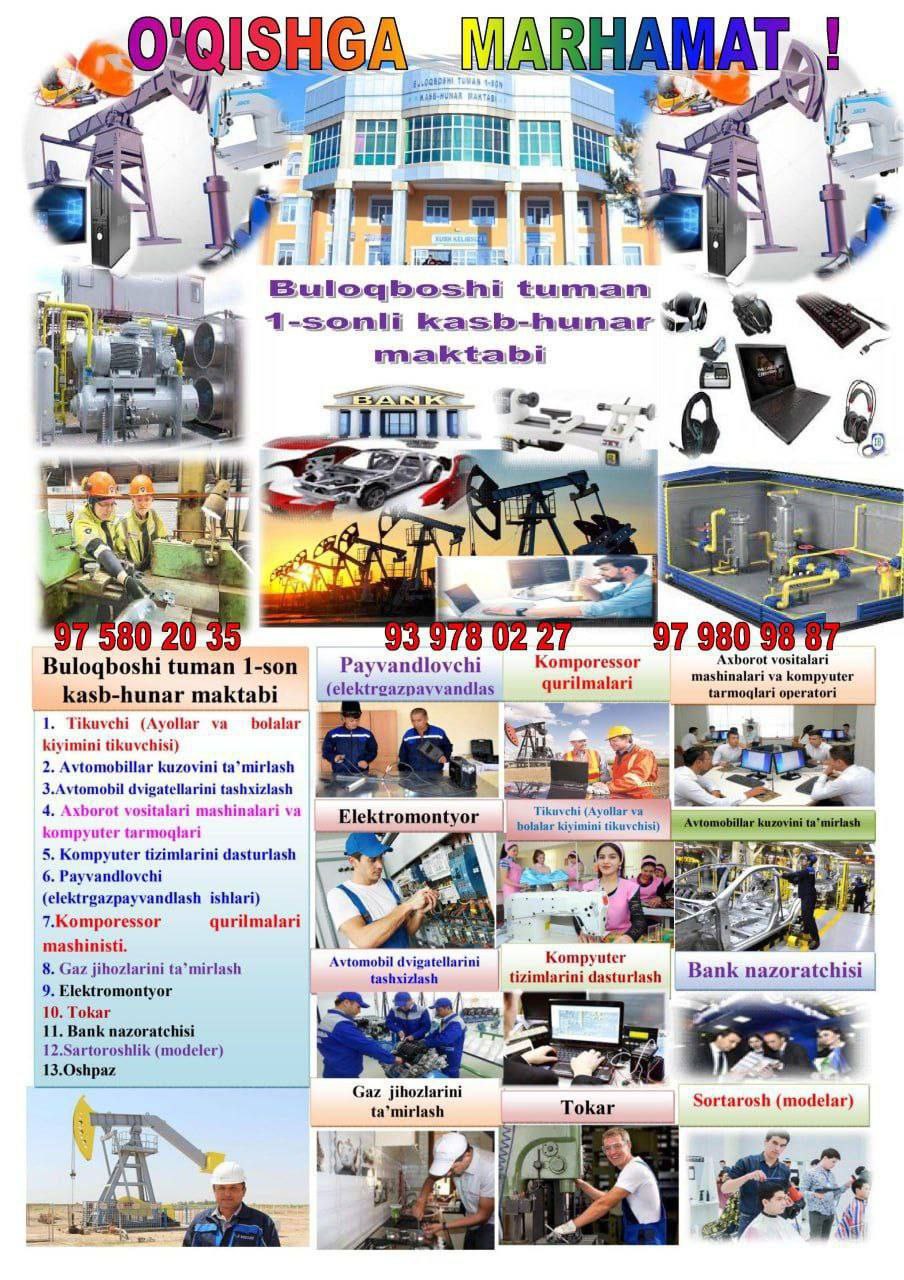 O'QISHGA MARHAMAT !
BULOQBOSHI TUMAN 1-SON
KASB-HUNAR MAKTABI
XUSH KELIBSIZ!
Buloqboshi tuman
1-sonli kasb-hunar
maktabi
BANK
JET
97 580 20 35
93 978 02 27
97 980 98 87
Buloqboshi tuman 1-son
kasb-hunar maktabi
1. Tikuvchi (Ayollar va bolalar
kiyimini tikuvchisi)
2. Avtomobillar kuzovini ta’mirlash
3.Avtomobil dvigatellarini tashxizlash
4. Axborot vositalari mashinalari va
kompyuter tarmoqlari
5. Kompyuter tizimlarini dasturlash
6. Payvandlovchi
(elektrgazpayvandlash ishlari)
7.Komporessor qurilmalari
mashinisti.
8. Gaz jihozlarini ta’mirlash
9. Elektromontyor
10. Tokar
11. Bank nazoratchisi
12.Sartoroshlik (modeler)
13.Oshpaz
Payvandlovchi
(elektrgazpayvandlas
Komporessor
qurilmalari
Axborot vositalari
mashinalari va kompyuter
tarmoqlari operatori
Elektromontyor
Tikuvchi (Ayollar va
bolalar kiyimini tikuvchisi)
Avtomobillar kuzovini ta’mirlash
Avtomobil dvigatellarini
tashxizlash
Kompyuter
tizimlarini dasturlash
Bank nazoratchisi
Gaz jihozlarini
ta’mirlash
Tokar
Sortarosh (modelar)